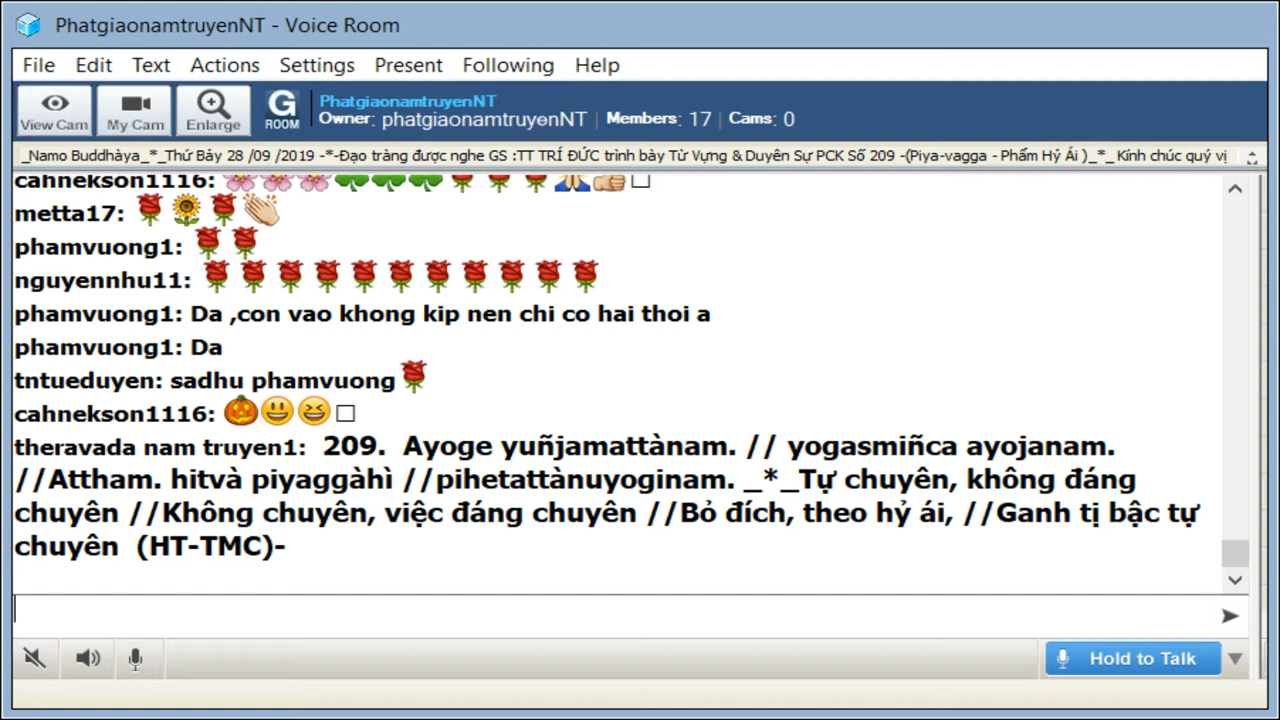 PhatgiaonamtruyenNT - Voice Room
File Edit Text Actions Settings Present Following Help
View Cam My Cam Enlarge G ROOM PhatgiaonamtruyenNT
Owner: phatgiaonamtruyenNT | Members: 17 | Cams: 0
_Namo Buddhàya_*_Thứ Bảy 28 /09 /2019 -*-Đạo tràng được nghe GS :TT TRÍ ĐỨC trình bày Từ Vựng & Duyên Sự PCK Số 209 -(Piya-vagga - Phẩm Hỷ Ái )_*_ Kính chúc quý vị
cahnekson1116:
metta17:
phamvuong1:
nguyennhu11:
phamvuong1: Da ,con vao khong kip nen chi co hai thoi a
phamvuong1: Da
tntueduyen: sadhu phamvuong
cahnekson1116:
theravada nam truyen1: 209. Ayoge yuñjamattànam. // yogasmiñca ayojanam.
//Attham. hitvà piyaggàhì //pihetattànuyoginam. _*_Tự chuyên, không đáng
chuyên //Không chuyên, việc đáng chuyên //Bỏ đích, theo hỷ ái, //Ganh tị bậc tự
chuyên (HT-TMC)-
Hold to Talk